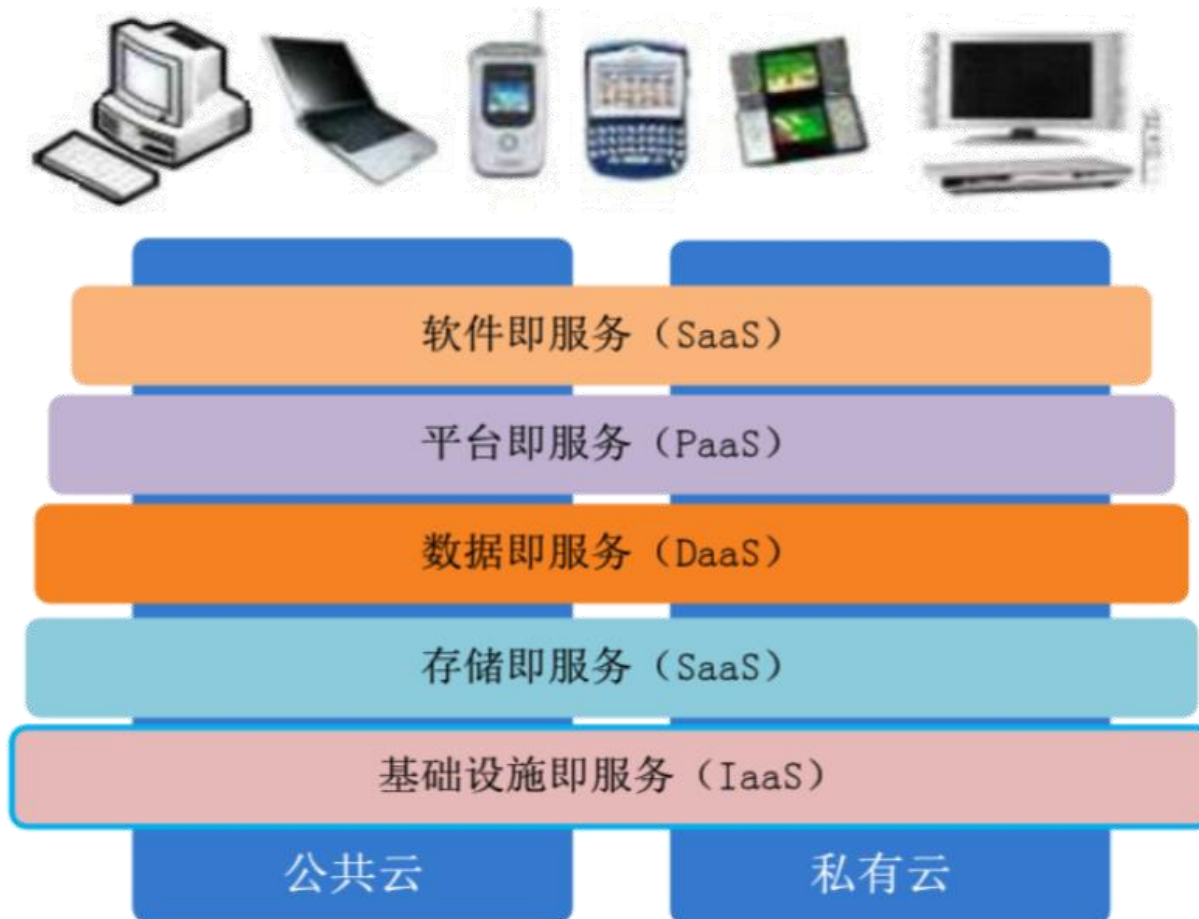 软件即服务（SaaS）
平台即服务（PaaS）
数据即服务（DaaS）
存储即服务（SaaS）
基础设施即服务（IaaS）
公共云
私有云